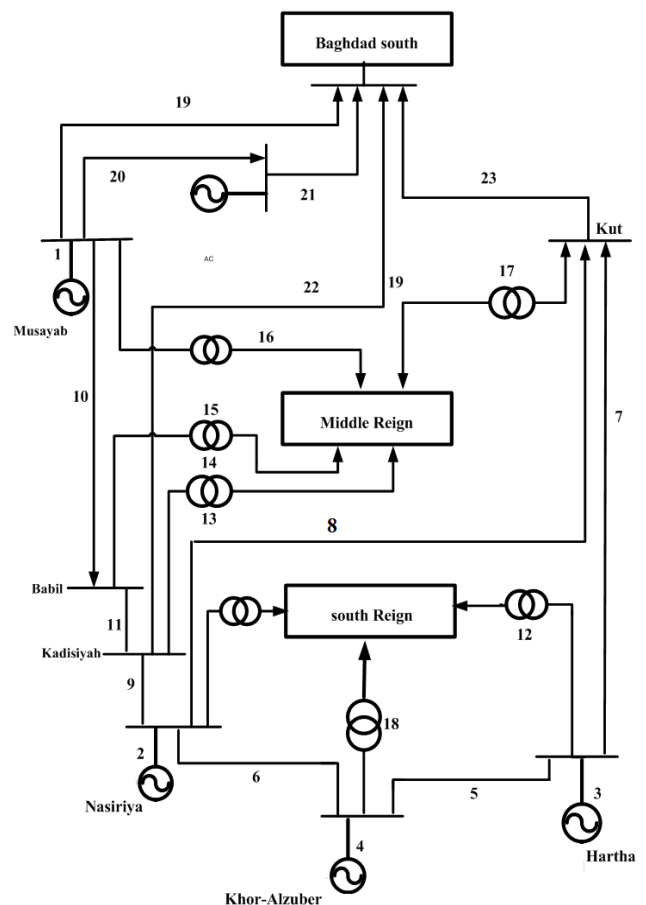 Baghdad south
19
20
21
23
Kut
1
AC
17
22
19
Musayab
16
10
15
Middle Reign
7
14
13
8
Babil
11
south Reign
12
Kadisiyah
9
18
2
6
5
3
Nasiriya
4
Hartha
Khor-Alzuber